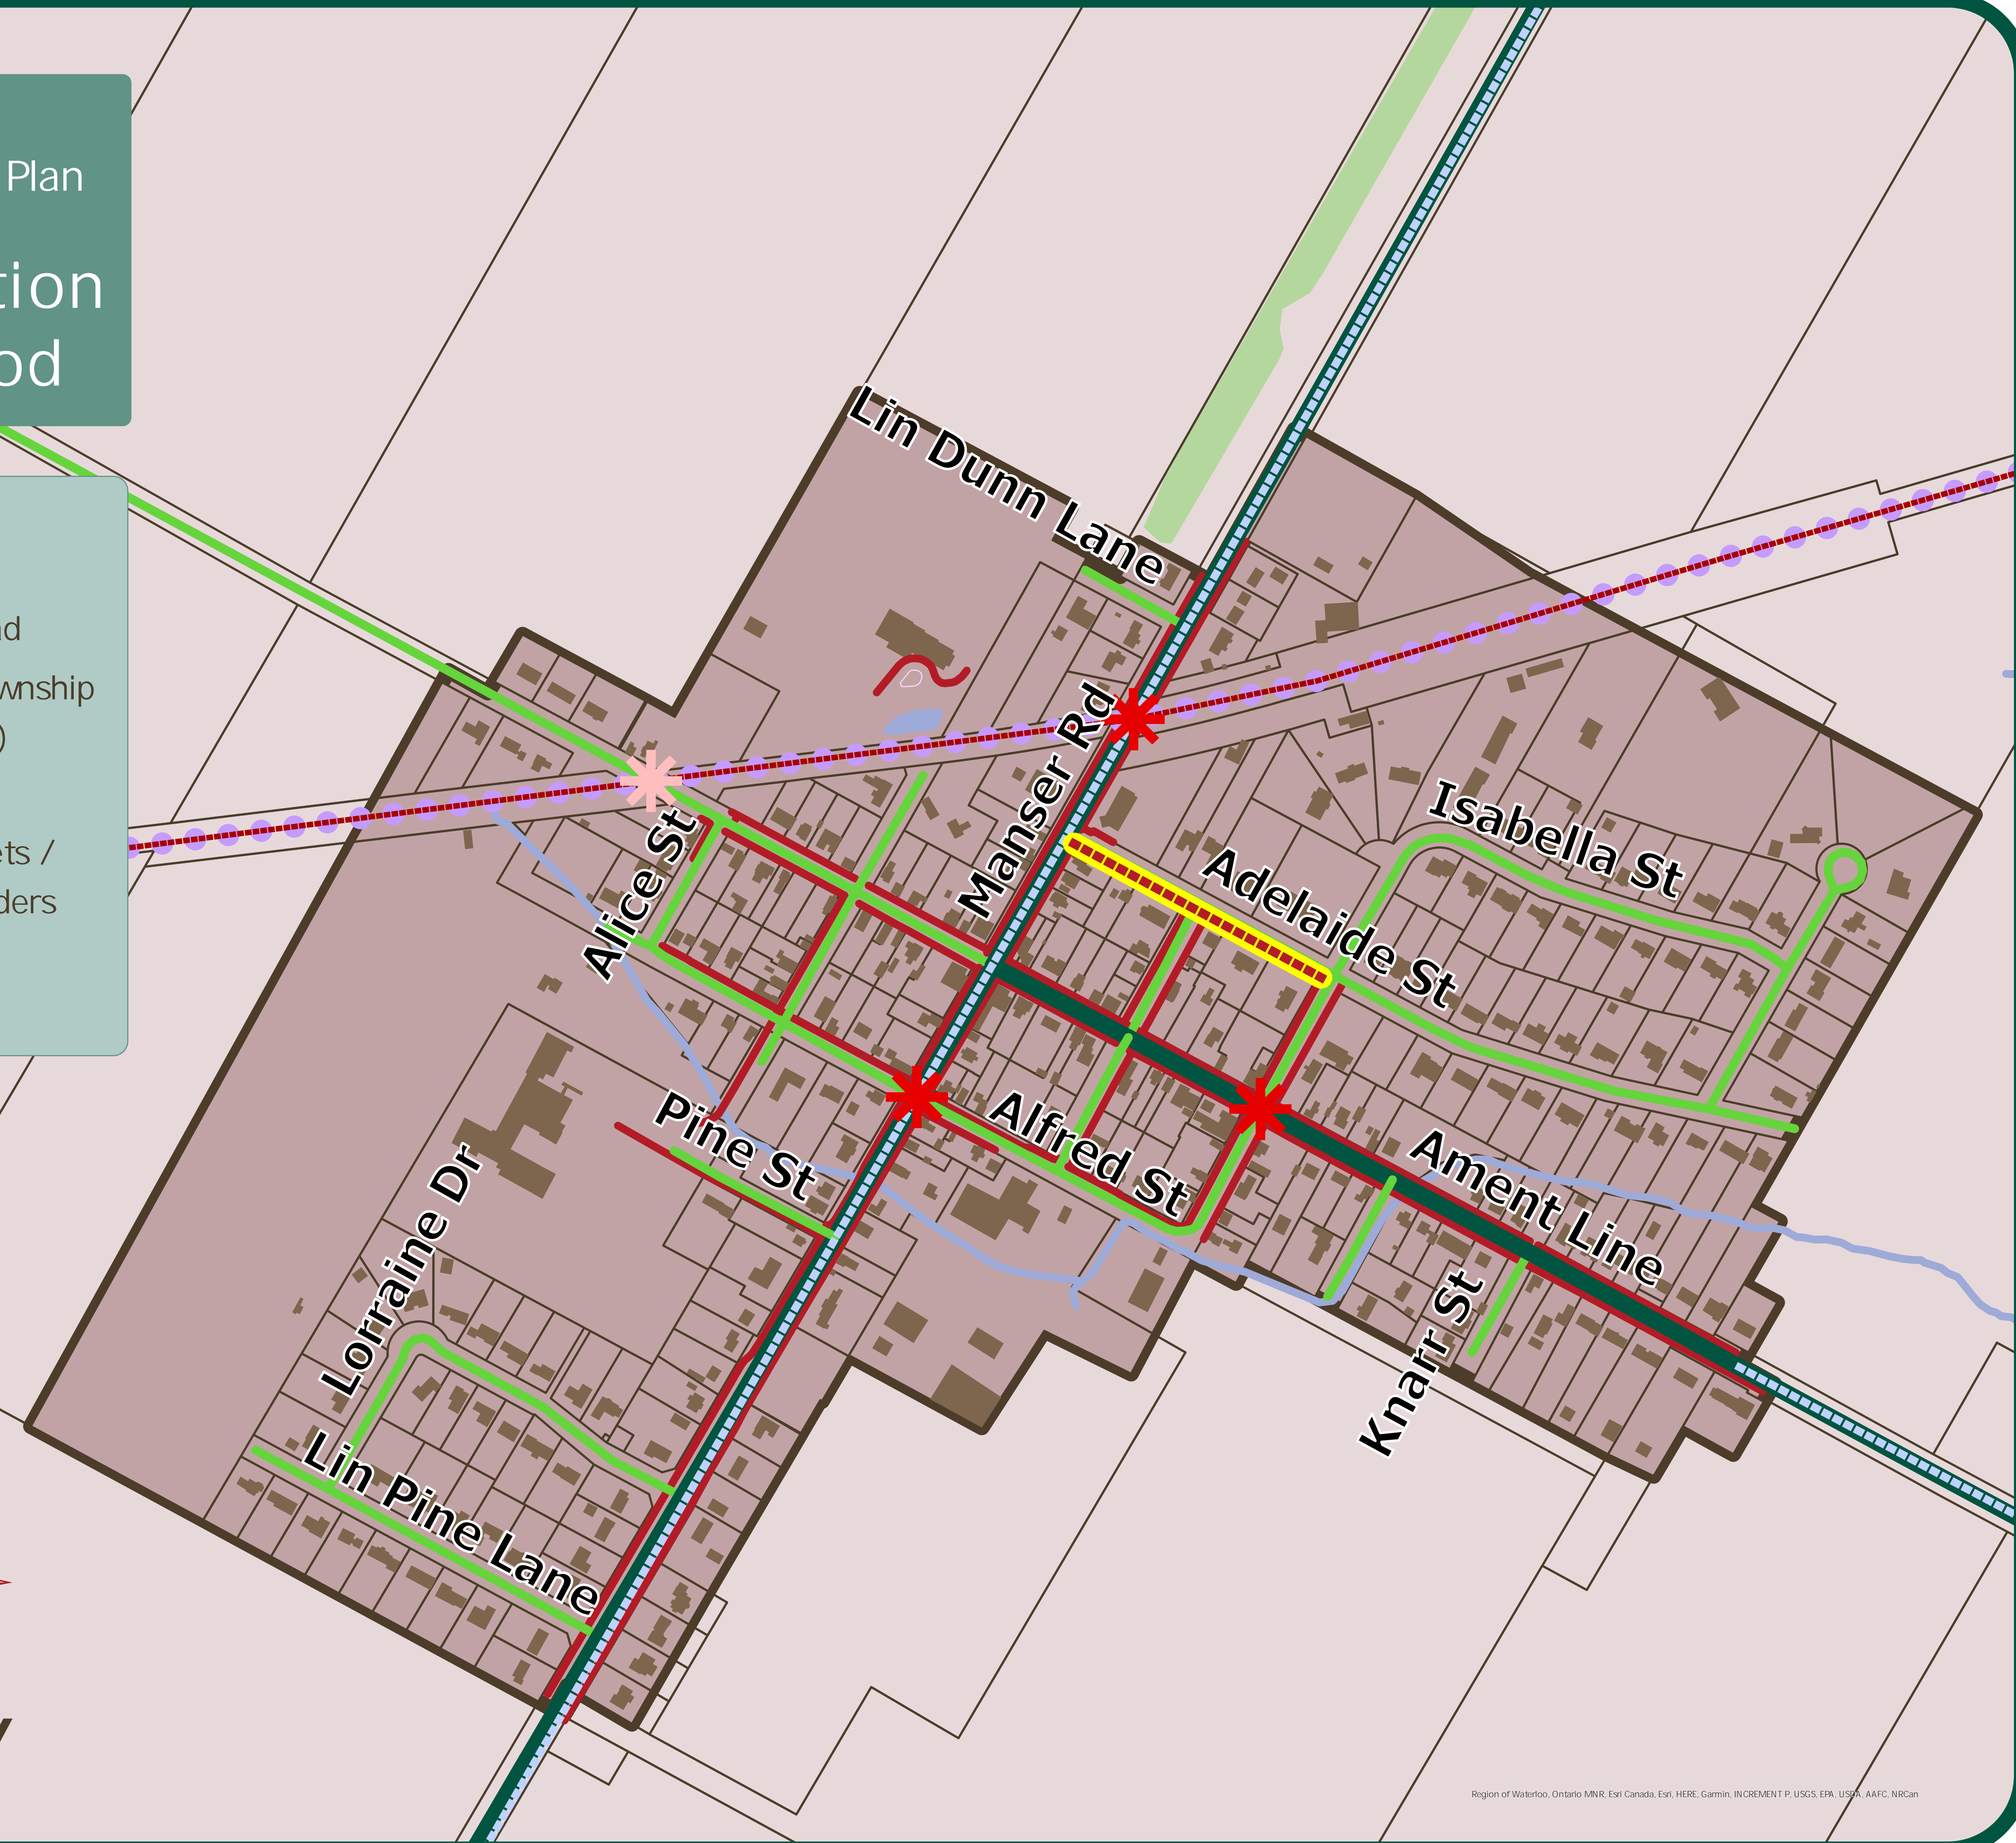 Plan
tion
od
nd
wnship
)
ets /
ders
Lin Dunn Lane
Manser Rd
Isabella St
Adelaide St
Alice St
Pine St
Alfred St
Ament Line
Lorraine Dr
Knarr St
Lin Pine Lane
Region of Waterloo, Ontario MNR, Esri Canada, Esri, HERE, Garmin, INCREMENT P, USGS, EPA, USDA, AAFC, NRCan